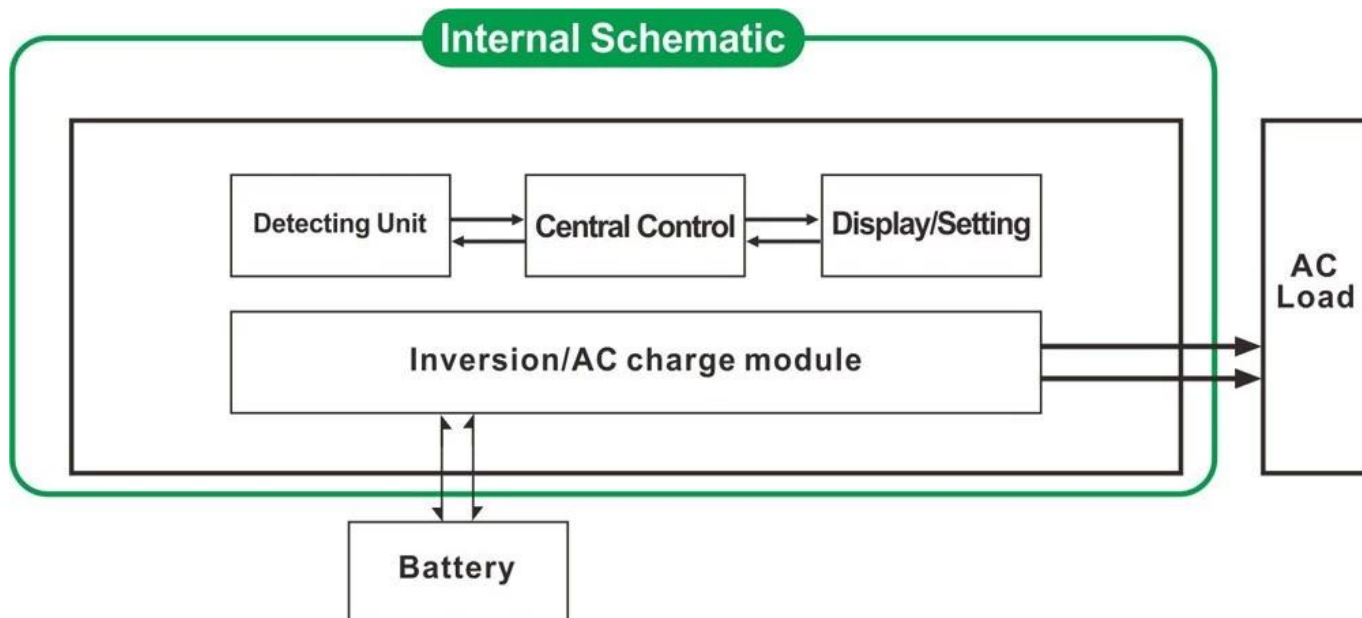 Internal Schematic
Detecting Unit
Central Control
Display/Setting
AC
Load
Inversion/AC charge module
Battery